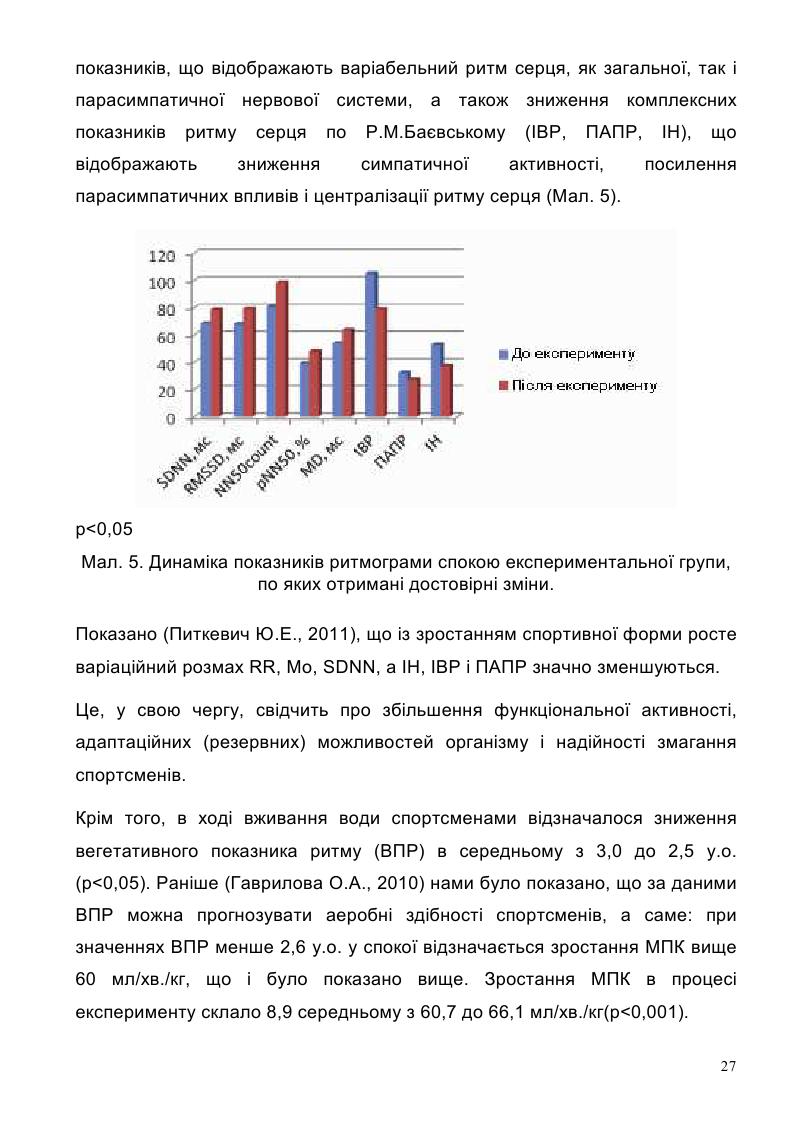 показників, що відображають варіабельний ритм серця, як загальної, так і
парасимпатичної нервової системи, а також зниження комплексних
показників ритму серця по Р.М.Баєвському (ІВР, ПАПР, ІН), що
відображають зниження симпатичної активності, посилення
парасимпатичних впливів і централізації ритму серця (Мал. 5).
120
100
80
60
40
20
0
SDNN, мс
RMSSD, мс
NN50count
pNN50, %
MD, мс
ІВР
ПАПР
ІН
До експерименту
Після експерименту
р<0,05
Мал. 5. Динаміка показників ритмограми спокою експериментальної групи,
по яких отримані достовірні зміни.
Показано (Питкевич Ю.Е., 2011), що із зростанням спортивної форми росте
варіаційний розмах RR, Mo, SDNN, а ІН, ІВР і ПАПР значно зменшуються.
Це, у свою чергу, свідчить про збільшення функціональної активності,
адаптаційних (резервних) можливостей організму і надійності змагання
спортсменів.
Крім того, в ході вживання води спортсменами відзначалося зниження
вегетативного показника ритму (ВПР) в середньому з 3,0 до 2,5 у.о.
(р<0,05). Раніше (Гаврилова О.А., 2010) нами було показано, що за даними
ВПР можна прогнозувати аеробні здібності спортсменів, а саме: при
значеннях ВПР менше 2,6 у.о. у спокої відзначається зростання МПК вище
60 мл/хв./кг, що і було показано вище. Зростання МПК в процесі
експерименту склало 8,9 середньому з 60,7 до 66,1 мл/хв./кг(р<0,001).
27